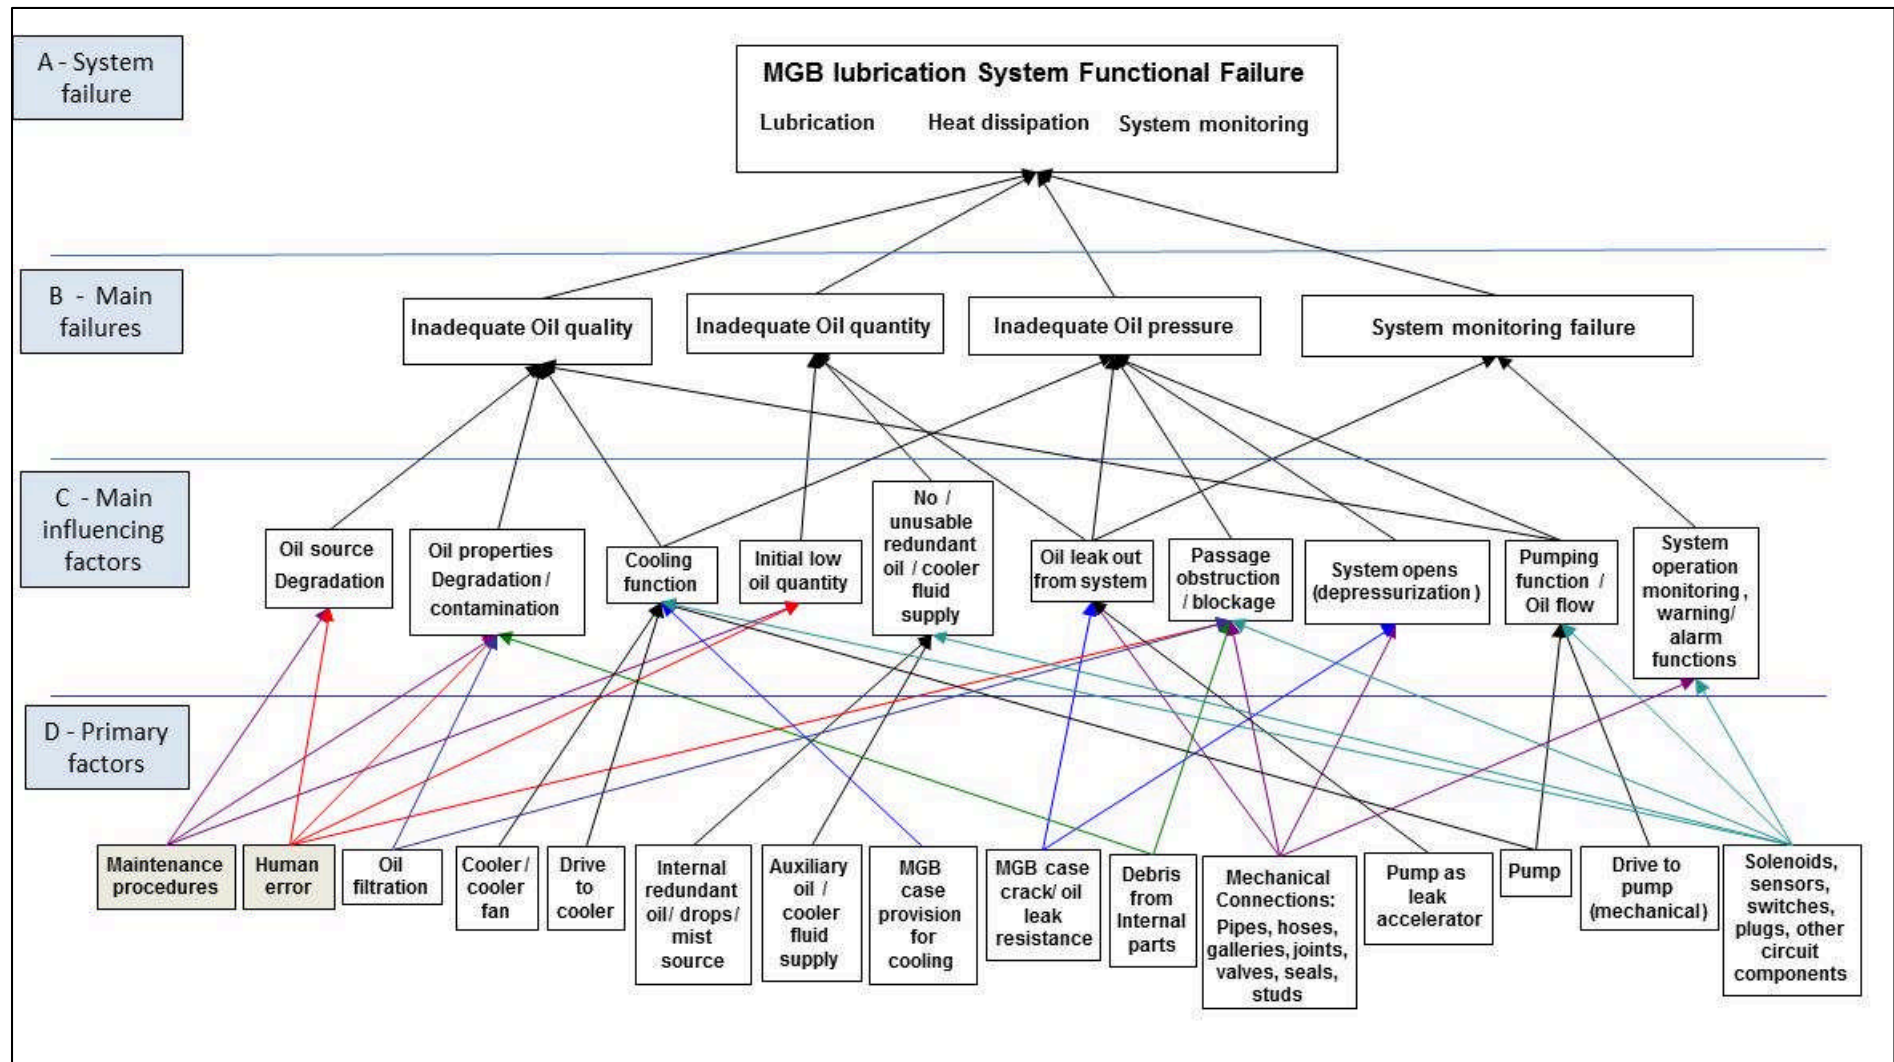 A - System
failure
MGB lubrication System Functional Failure
Lubrication Heat dissipation System monitoring
B - Main
failures
Inadequate Oil quality
Inadequate Oil quantity
Inadequate Oil pressure
System monitoring failure
C - Main
influencing
factors
Oil source
Degradation
Oil properties
Degradation /
contamination
Cooling
function
Initial low
oil quantity
No /
unusable
redundant
oil / cooler
fluid
supply
Oil leak out
from system
Passage
obstruction
/ blockage
System opens
(depressurization)
Pumping
function /
Oil flow
System
operation
monitoring,
warning/
alarm
functions
D - Primary
factors
Maintenance
procedures
Human
error
Oil
filtration
Cooler /
cooler
fan
Drive
to
cooler
Internal
redundant
oil/ drops/
mist
source
Auxiliary
oil /
cooler
fluid
supply
MGB
case
provision
for
cooling
MGB case
crack/ oil
leak
resistance
Debris
from
Internal
parts
Mechanical
Connections:
Pipes, hoses,
galleries, joints,
valves, seals,
studs
Pump as
leak
accelerator
Pump
Drive to
pump
(mechanical)
Solenoids,
sensors,
switches,
plugs, other
circuit
components